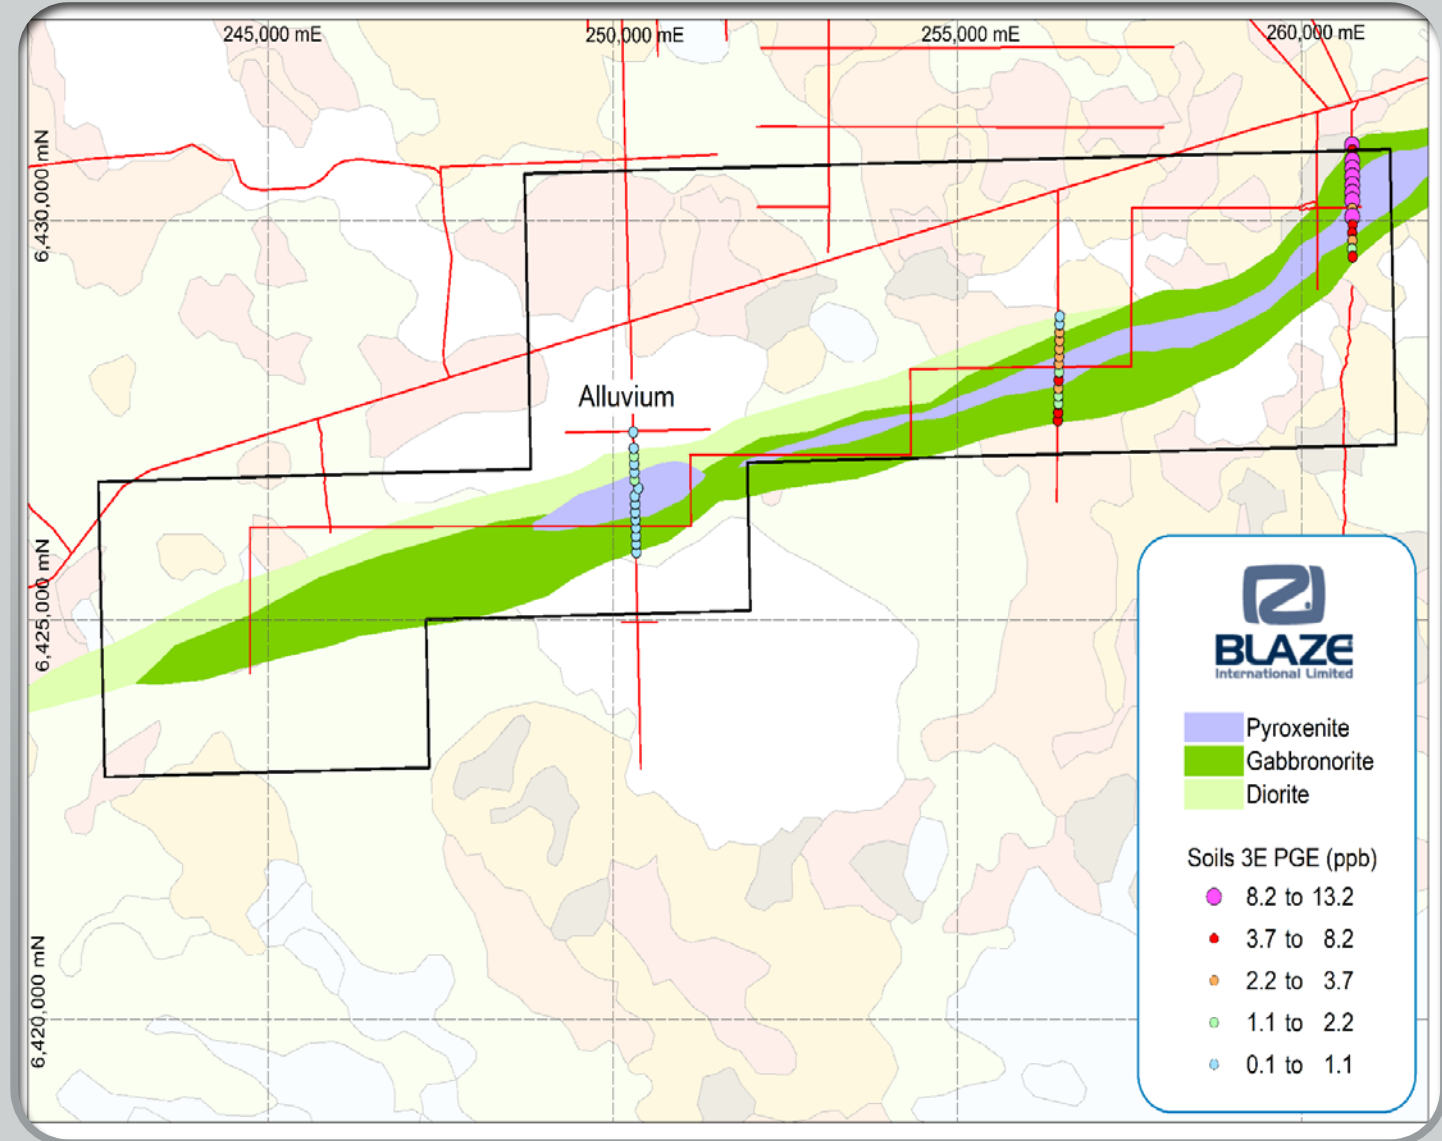 245,000 mE
250,000 mE
255,000 mE
260,000 mE
6,430,000 mN
Alluvium
6,425,000 mN
BLAZE
International Limited
Pyroxenite
Gabbronorite
Diorite
Soils 3E PGE (ppb)
8.2 to 13.2
3.7 to 8.2
2.2 to 3.7
1.1 to 2.2
0.1 to 1.1
6,420,000 mN